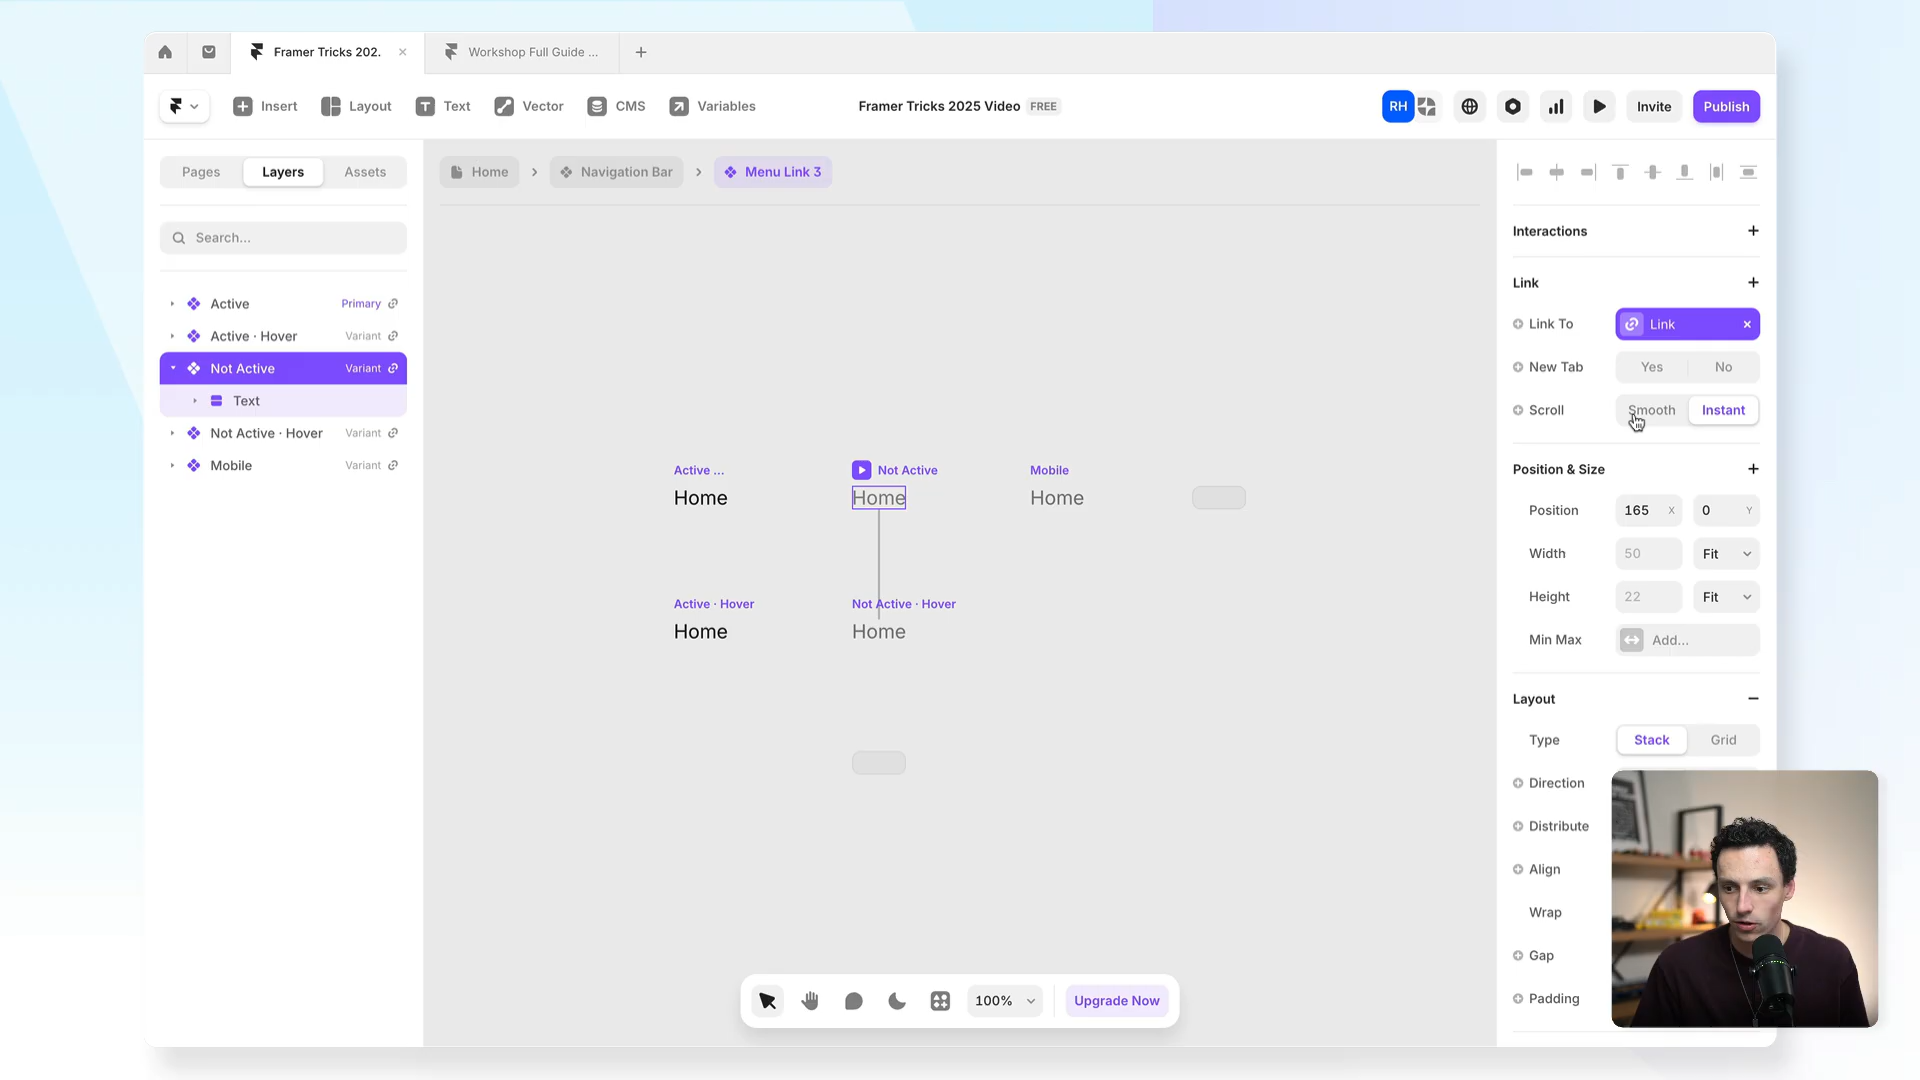 Framer Tricks 202.
Workshop Full Guide ...
Insert
Layout
Text
Vector
CMS
Variables
Framer Tricks 2025 Video FREE
RH
Invite
Publish
Pages
Layers
Assets
Home
Navigation Bar
Menu Link 3
Search...
Active Primary
Active · Hover Variant
Not Active Variant
Text
Not Active · Hover Variant
Mobile Variant
Active ...
Home
Not Active
Home
Mobile
Home
Active · Hover
Home
Not Active · Hover
Home
100%
Upgrade Now
Interactions
Link
Link To Link
New Tab Yes No
Scroll Smooth Instant
Position & Size
Position 165 X 0 Y
Width 50 Fit
Height 22 Fit
Min Max Add...
Layout
Type Stack Grid
Direction
Distribute
Align
Wrap
Gap
Padding